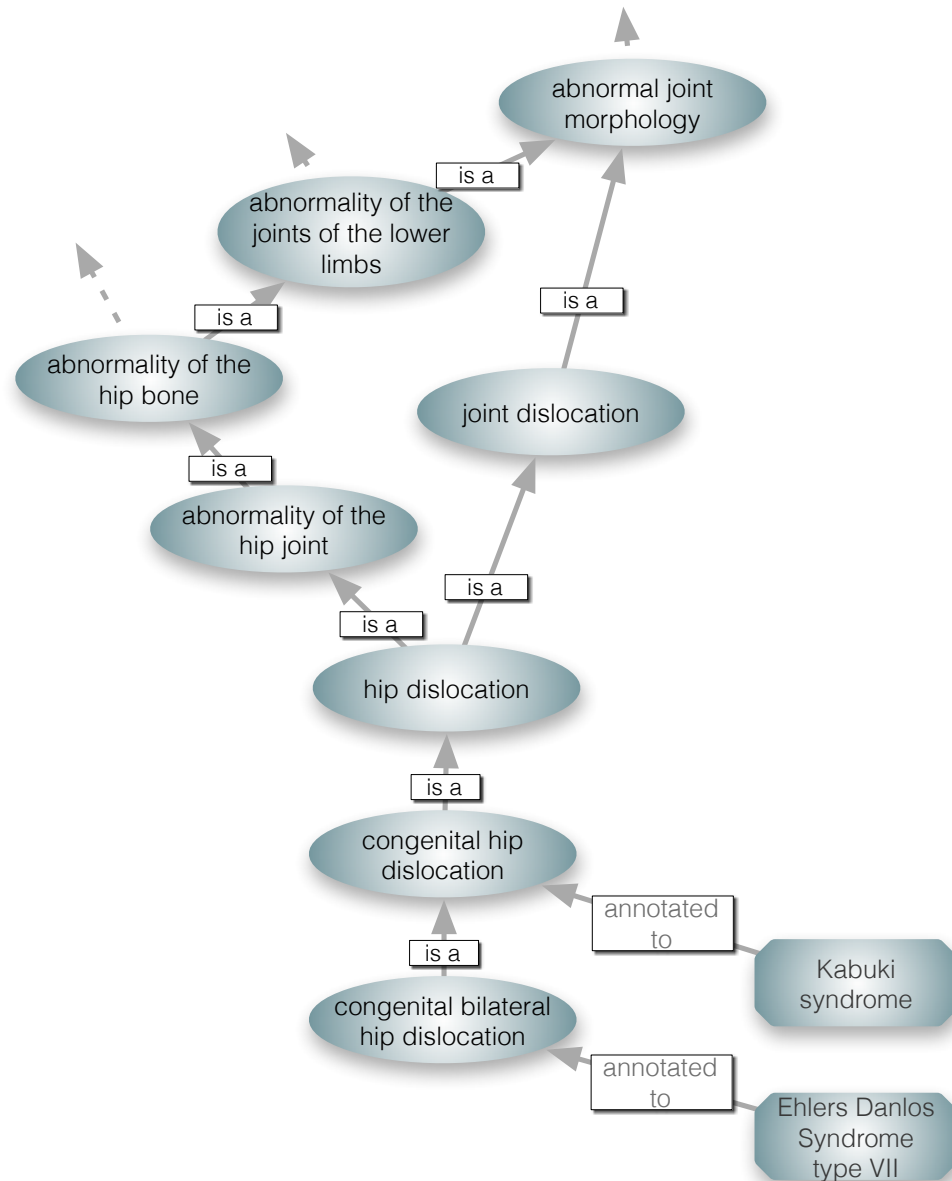 abnormal joint
morphology
is a
abnormality of the
joints of the lower
limbs
is a
is a
abnormality of the
hip bone
joint dislocation
is a
abnormality of the
hip joint
is a
is a
hip dislocation
is a
congenital hip
dislocation
annotated
to
is a
Kabuki
syndrome
congenital bilateral
hip dislocation
annotated
to
Ehlers Danlos
Syndrome
type VII